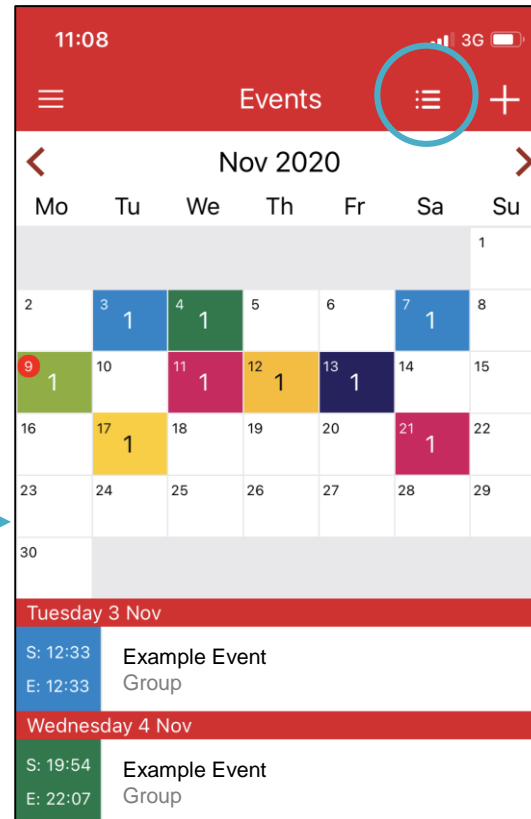 11:08 3G
Events
Nov 2020
Mo Tu We Th Fr Sa Su
1
2 3 1 4 1 5 6 7 1 8
9 1 10 11 1 12 1 13 1 14 15
16 17 1 18 19 20 21 1 22
23 24 25 26 27 28 29
30
Tuesday 3 Nov
S: 12:33 Example Event
E: 12:33 Group
Wednesday 4 Nov
S: 19:54 Example Event
E: 22:07 Group